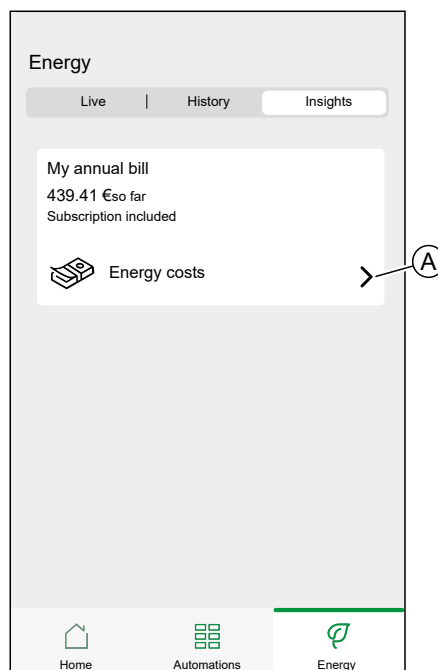 Energy
Live | History Insights
My annual bill
439.41 €so far
Subscription included
Energy costs
A
Home Automations Energy